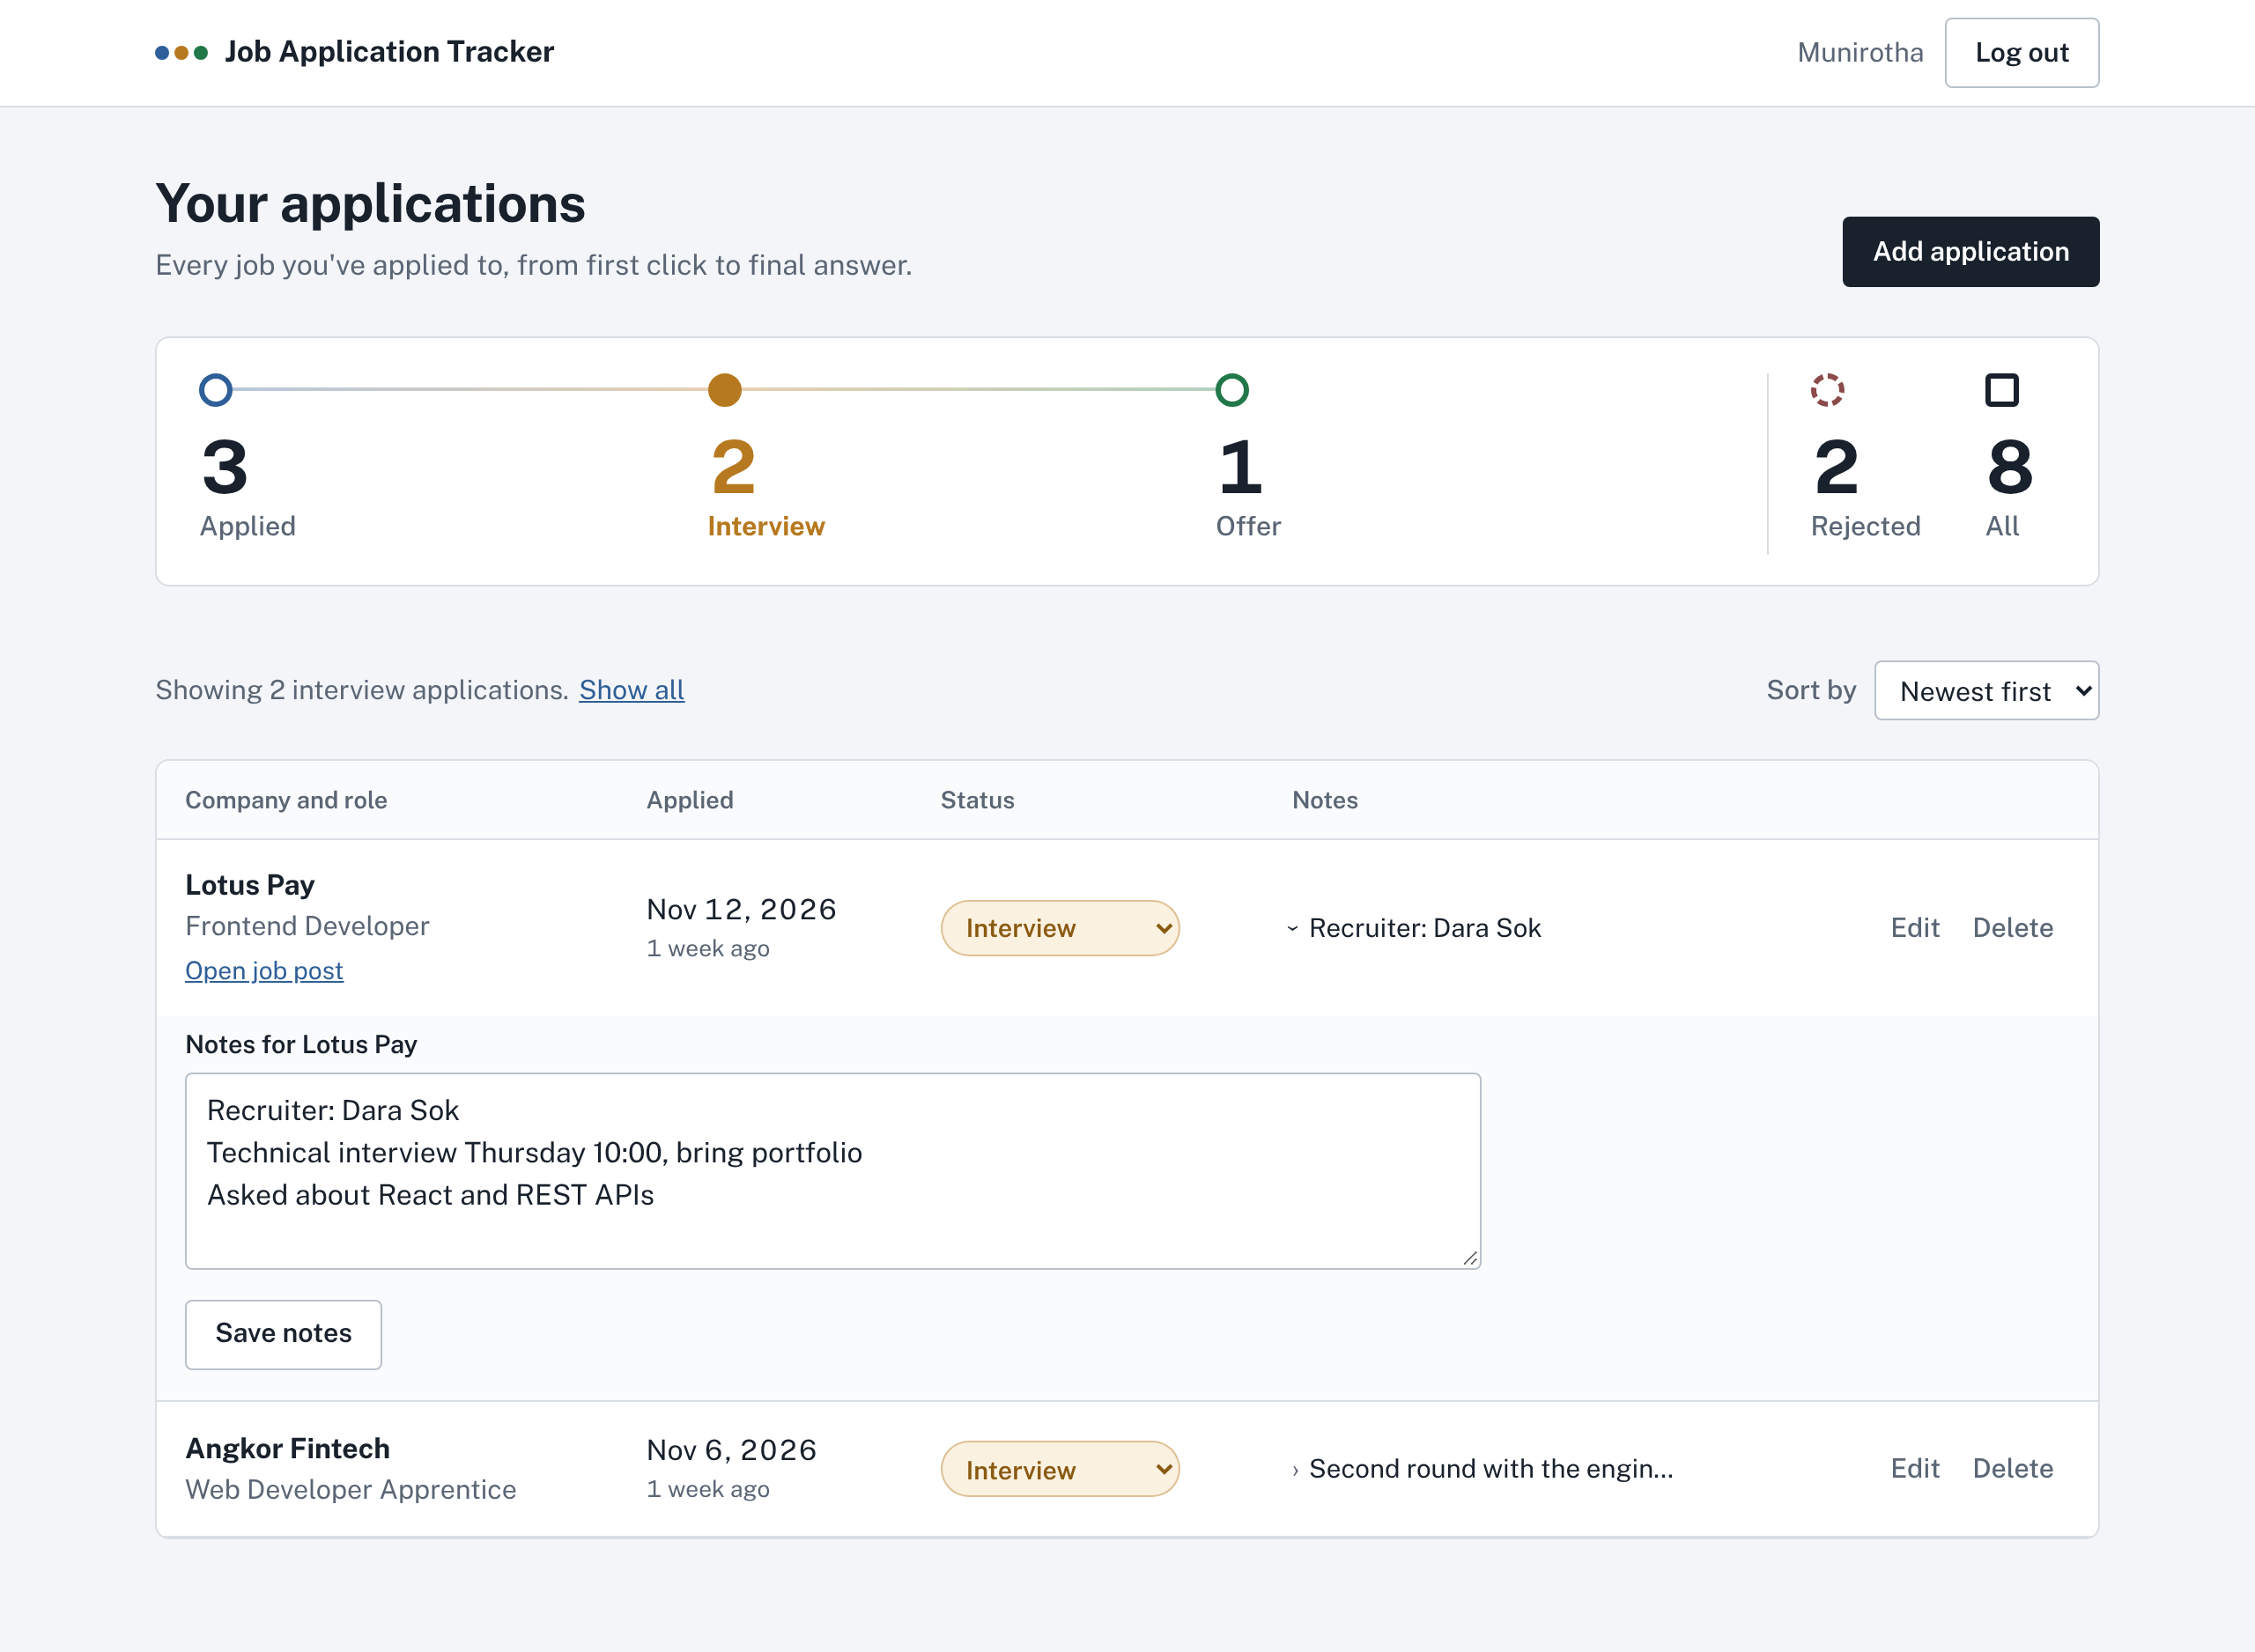 Job Application Tracker
Munirotha
Log out
Your applications
Every job you've applied to, from first click to final answer.
Add application
3
Applied
2
Interview
1
Offer
2
Rejected
8
All
Showing 2 interview applications. Show all
Sort by
Newest first
Company and role
Applied
Status
Notes
Lotus Pay
Frontend Developer
Open job post
Nov 12, 2026
1 week ago
Interview
Recruiter: Dara Sok
Edit
Delete
Notes for Lotus Pay
Recruiter: Dara Sok
Technical interview Thursday 10:00, bring portfolio
Asked about React and REST APIs
Save notes
Angkor Fintech
Web Developer Apprentice
Nov 6, 2026
1 week ago
Interview
Second round with the engin...
Edit
Delete